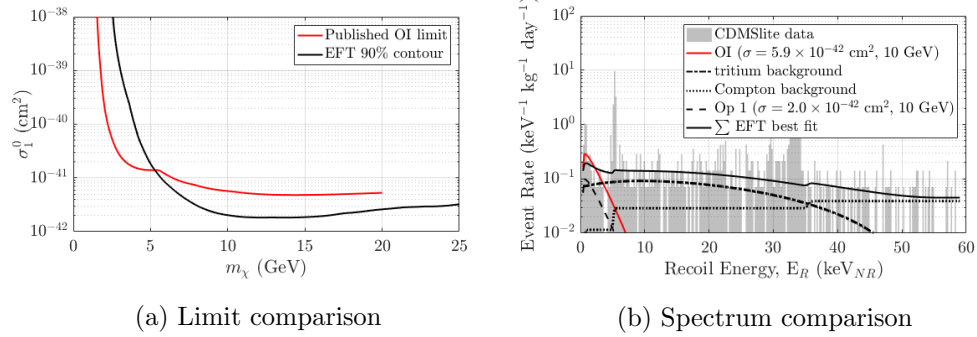 10^{-38}
10^{-39}
10^{-40}
10^{-41}
10^{-42}
σ_1^0 (cm^2)
Published OI limit
EFT 90% contour
0 5 10 15 20 25
m_χ (GeV)
(a) Limit comparison
10^2
10^1
10^0
10^{-1}
10^{-2}
Event Rate (keV^{-1} kg^{-1} day^{-1})
CDMSlite data
OI (σ = 5.9 × 10^{-42} cm^2, 10 GeV)
tritium background
Compton background
Op 1 (σ = 2.0 × 10^{-42} cm^2, 10 GeV)
∑ EFT best fit
0 10 20 30 40 50 60
Recoil Energy, E_R (keV_{NR})
(b) Spectrum comparison